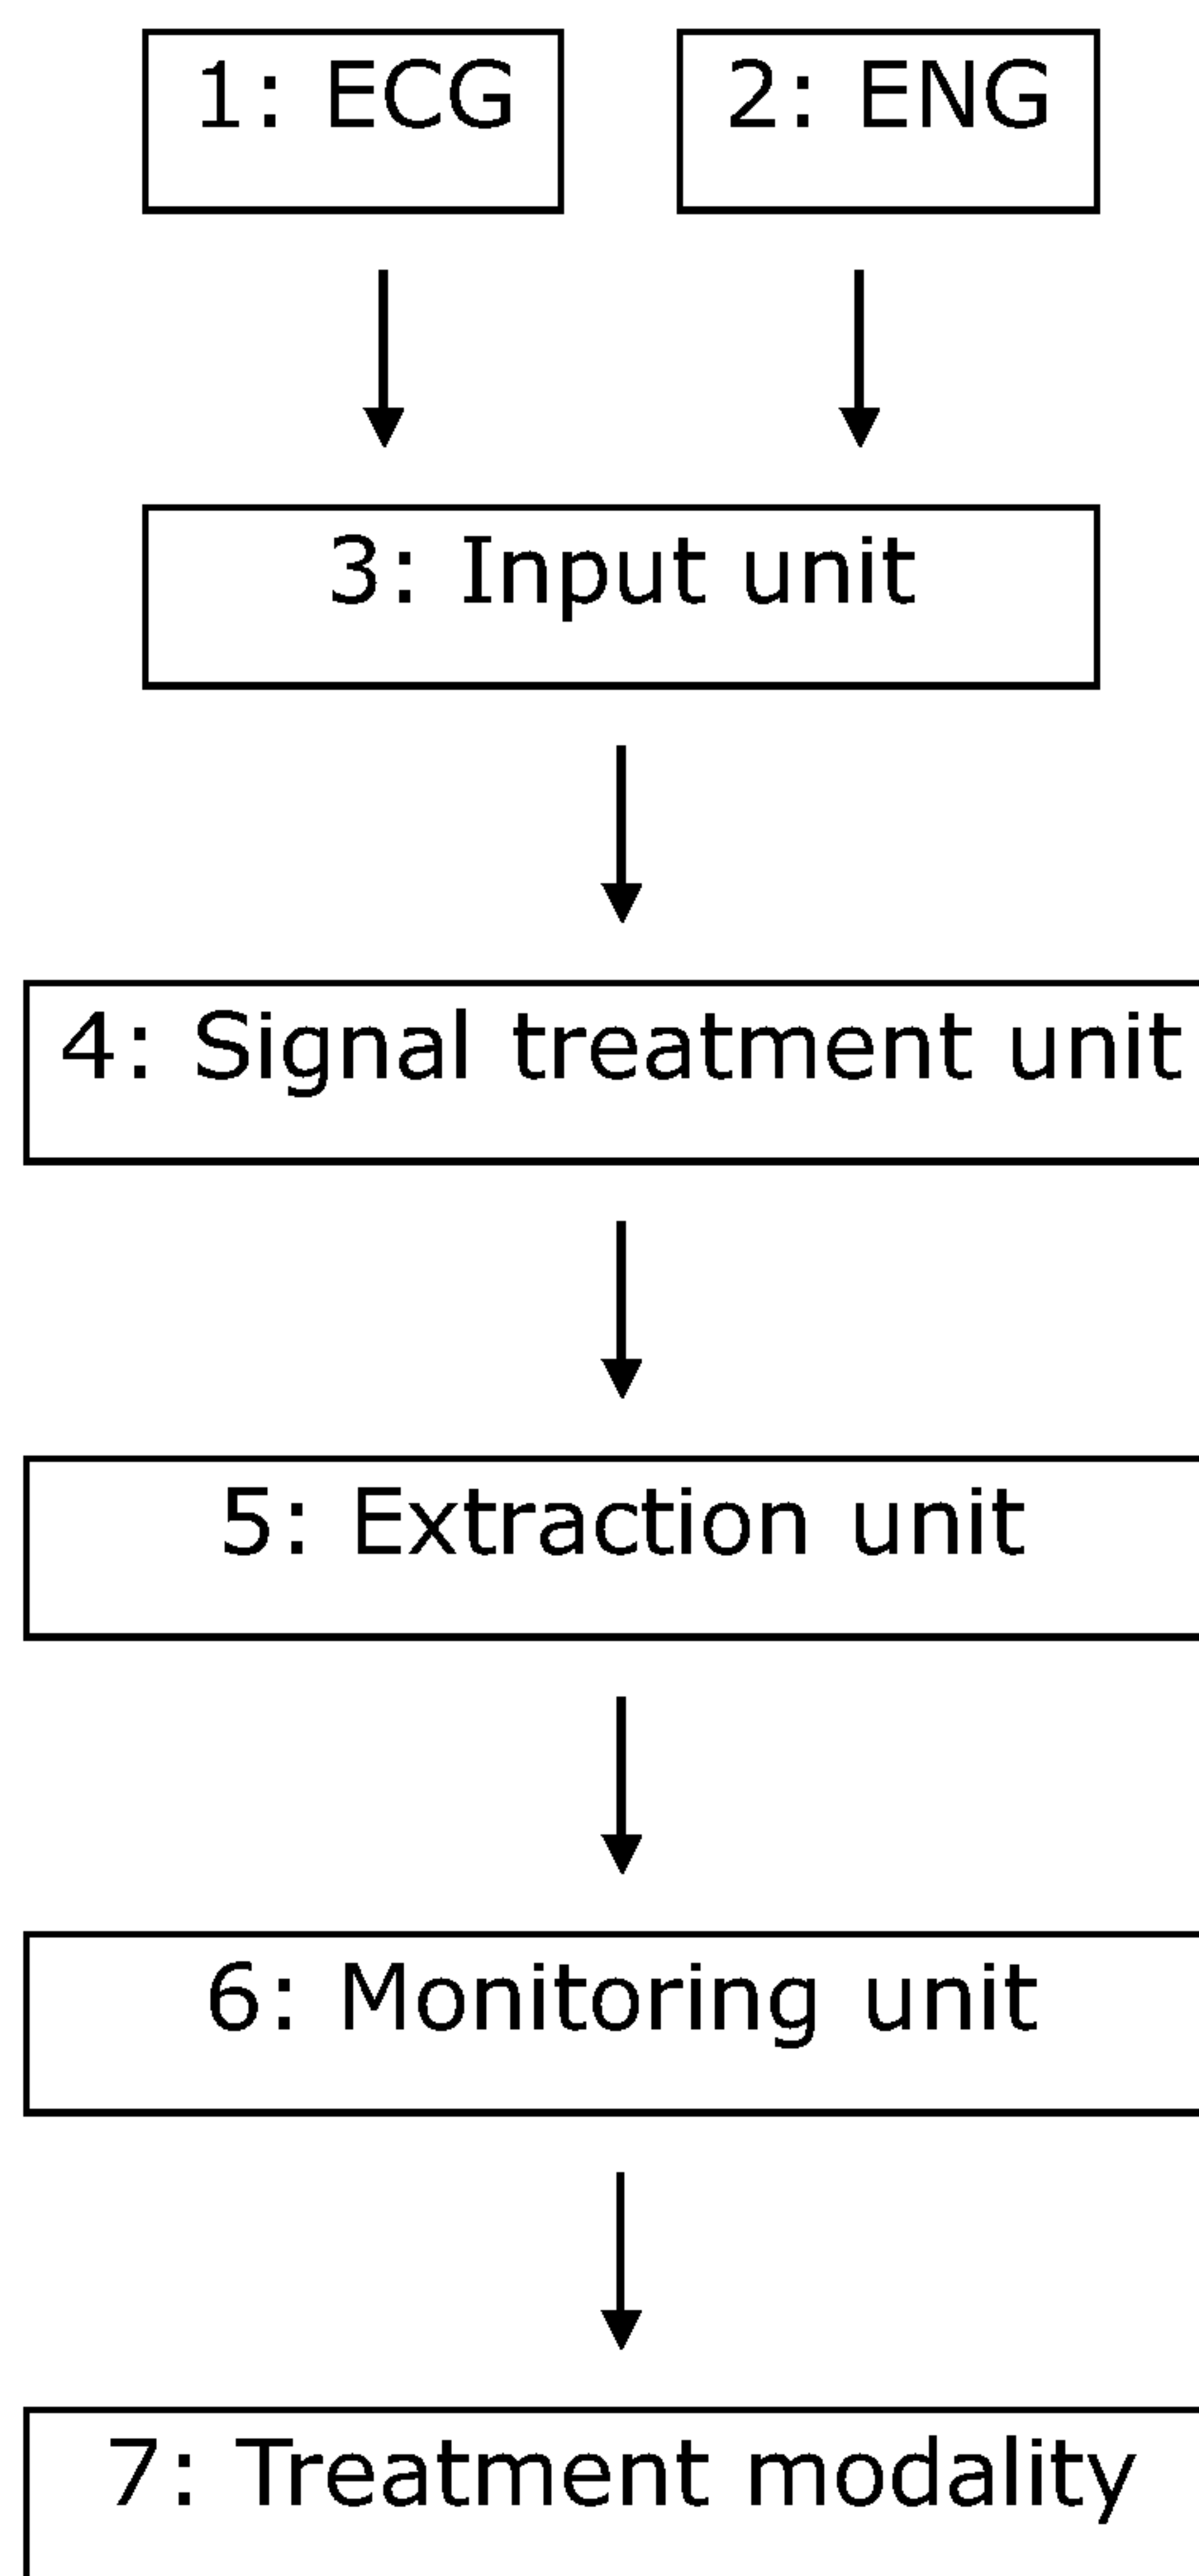 1: ECG
2: ENG
3: Input unit
4: Signal treatment unit
5: Extraction unit
6: Monitoring unit
7: Treatment modality